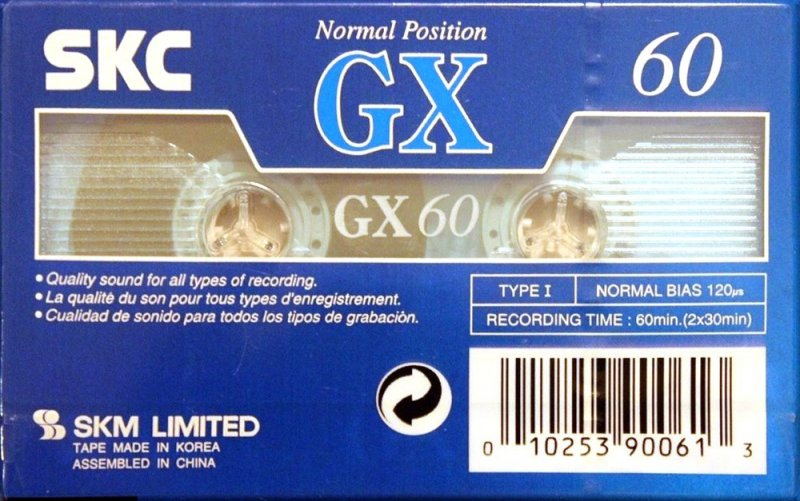 SKC
Normal Position
GX
60
GX 60
• Quality sound for all types of recording.
• La qualité du son pour tous types d'enregistrement.
• Cualidad de sonido para todos los tipos de grabación.
TYPE I
NORMAL BIAS 120µs
RECORDING TIME : 60min.(2x30min)
SKM LIMITED
TAPE MADE IN KOREA
ASSEMBLED IN CHINA
0 10253 90061 3